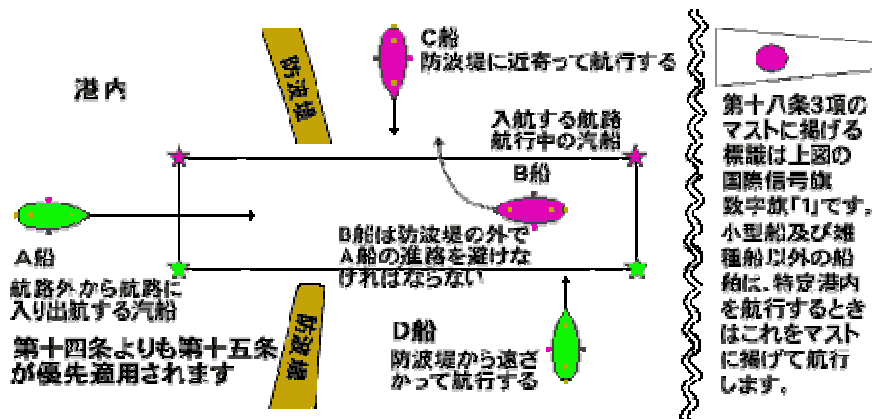 C船
防波堤に近寄って航行する
防波堤
港内
入航する航路
航行中の汽船
B船
B船は防波堤の外で
A船の進路を避けな
ければならない
A船
航路外から航路に
入り出航する汽船
第十四条よりも第十五条
が優先適用されます
防波堤
D船
防波堤から遠ざ
かって航行する
第十八条3項の
マストに掲げる
標識は上図の
国際信号旗
数字旗「1」です。
小型船及び雑
種船以外の船
舶は、特定港内
を航行するとき
はこれをマスト
に掲げて航行
します。